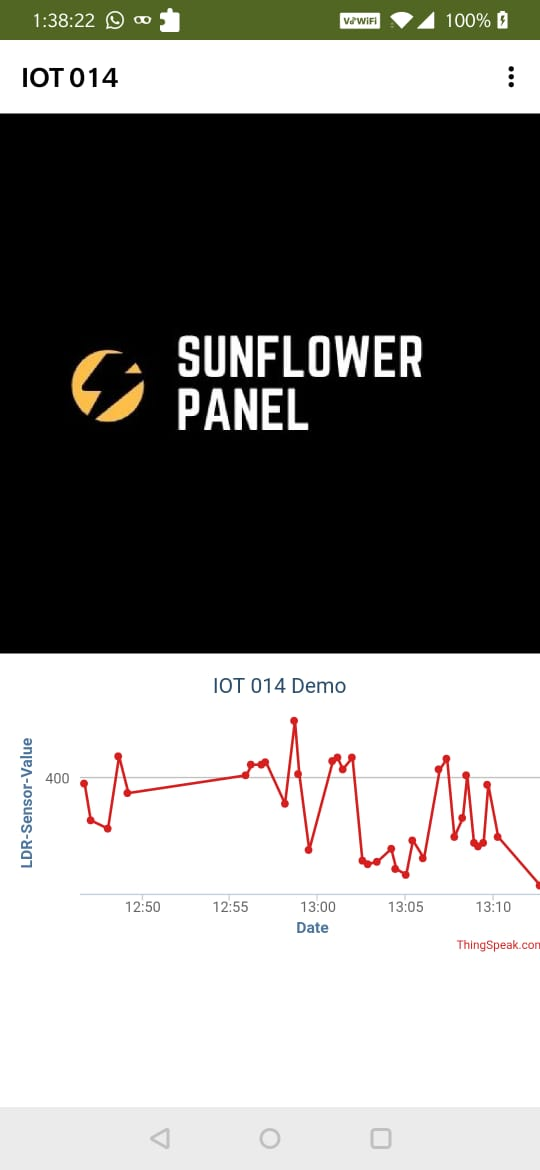 1:38:22
VoWiFi
100%
IOT 014
SUNFLOWER
PANEL
IOT 014 Demo
LDR-Sensor-Value
400
12:50
12:55
13:00
13:05
13:10
Date
ThingSpeak.com